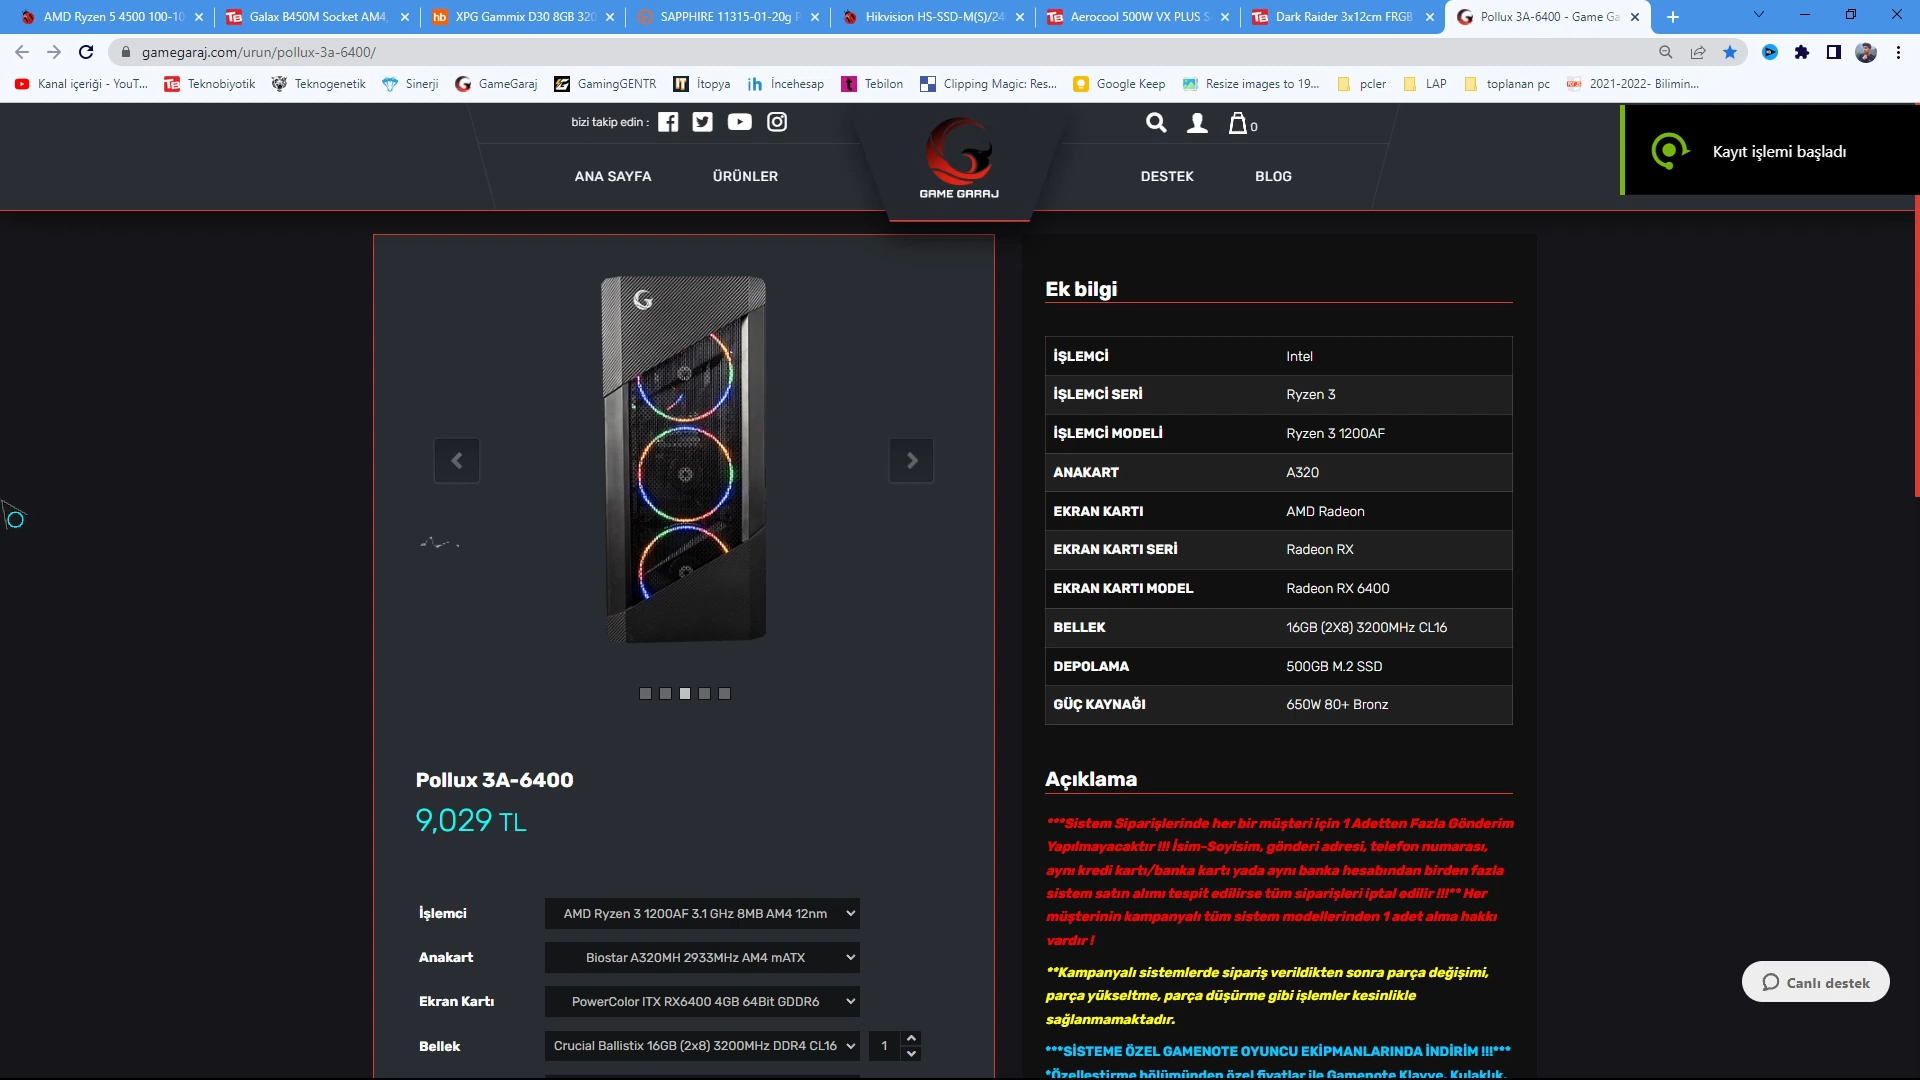 AMD Ryzen 5 4500 100-10
Galax B450M Socket AM4,
XPG Gammix D30 8GB 320
SAPPHIRE 11315-01-20g
Hikvision HS-SSD-M(S)/24
Aerocool 500W VX PLUS S
Dark Raider 3x12cm FRGB
Pollux 3A-6400 - Game Ga
gamegaraj.com/urun/pollux-3a-6400/
Kanal içeriği - YouT...
Teknobiyotik
Teknogenetik
Sinerji
GameGaraj
GamingGENTR
İtopya
İncehesap
Tebilon
Clipping Magic: Res...
Google Keep
Resize images to 19...
pcler
LAP
toplanan pc
2021-2022- Bilimin...
bizi takip edin :
0
Kayıt işlemi başladı
ANA SAYFA
ÜRÜNLER
GAME GARAJ
DESTEK
BLOG
Ek bilgi
İŞLEMCİ Intel
İŞLEMCİ SERİ Ryzen 3
İŞLEMCİ MODELİ Ryzen 3 1200AF
ANAKART A320
EKRAN KARTI AMD Radeon
EKRAN KARTI SERİ Radeon RX
EKRAN KARTI MODEL Radeon RX 6400
BELLEK 16GB (2X8) 3200MHz CL16
DEPOLAMA 500GB M.2 SSD
GÜÇ KAYNAĞI 650W 80+ Bronz
Pollux 3A-6400
9,029 TL
İşlemci AMD Ryzen 3 1200AF 3.1 GHz 8MB AM4 12nm
Anakart Biostar A320MH 2933MHz AM4 mATX
Ekran Kartı PowerColor ITX RX6400 4GB 64Bit GDDR6
Bellek Crucial Ballistix 16GB (2x8) 3200MHz DDR4 CL16 1
Açıklama
***Sistem Siparişlerinde her bir müşteri için 1 Adetten Fazla Gönderim
Yapılmayacaktır !!! İsim-Soyisim, gönderi adresi, telefon numarası,
aynı kredi kartı/banka kartı yada aynı banka hesabından birden fazla
sistem satın alımı tespit edilirse tüm siparişleri iptal edilir !!!** Her
müşterinin kampanyalı tüm sistem modellerinden 1 adet alma hakkı
vardır !
**Kampanyalı sistemlerde sipariş verildikten sonra parça değişimi,
parça yükseltme, parça düşürme gibi işlemler kesinlikle
sağlanmamaktadır.
***SİSTEME ÖZEL GAMENOTE OYUNCU EKİPMANLARINDA İNDİRİM !!!***
*Özelleştirme bölümünden özel fiyatlar ile Gamenote Klavye, Kulaklık,
Canlı destek